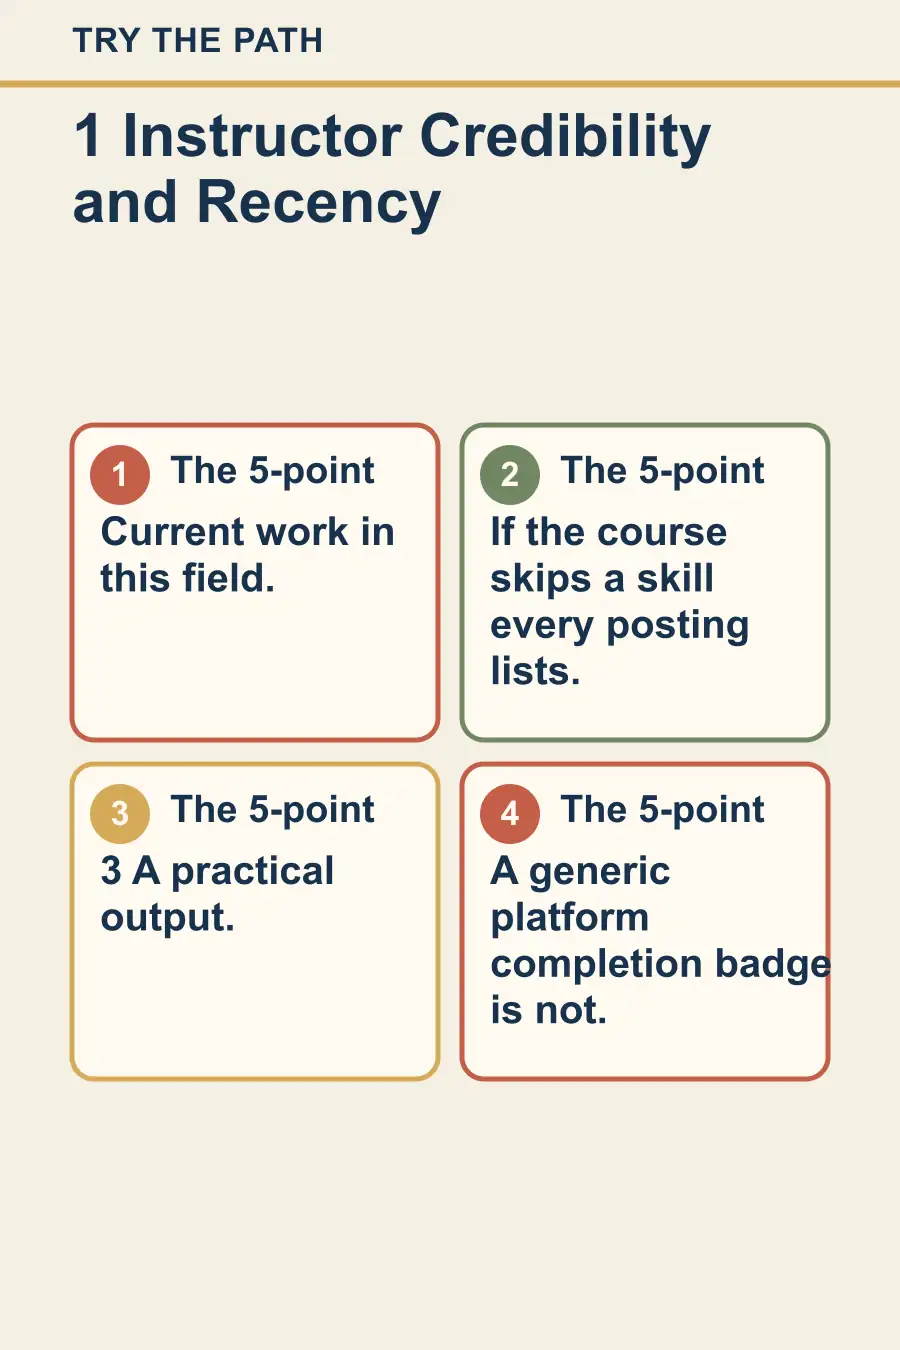 TRY THE PATH
1 Instructor Credibility
and Recency
1 The 5-point
Current work in
this field.
2 The 5-point
If the course
skips a skill
every posting
lists.
3 The 5-point
3 A practical
output.
4 The 5-point
A generic
platform
completion badge
is not.